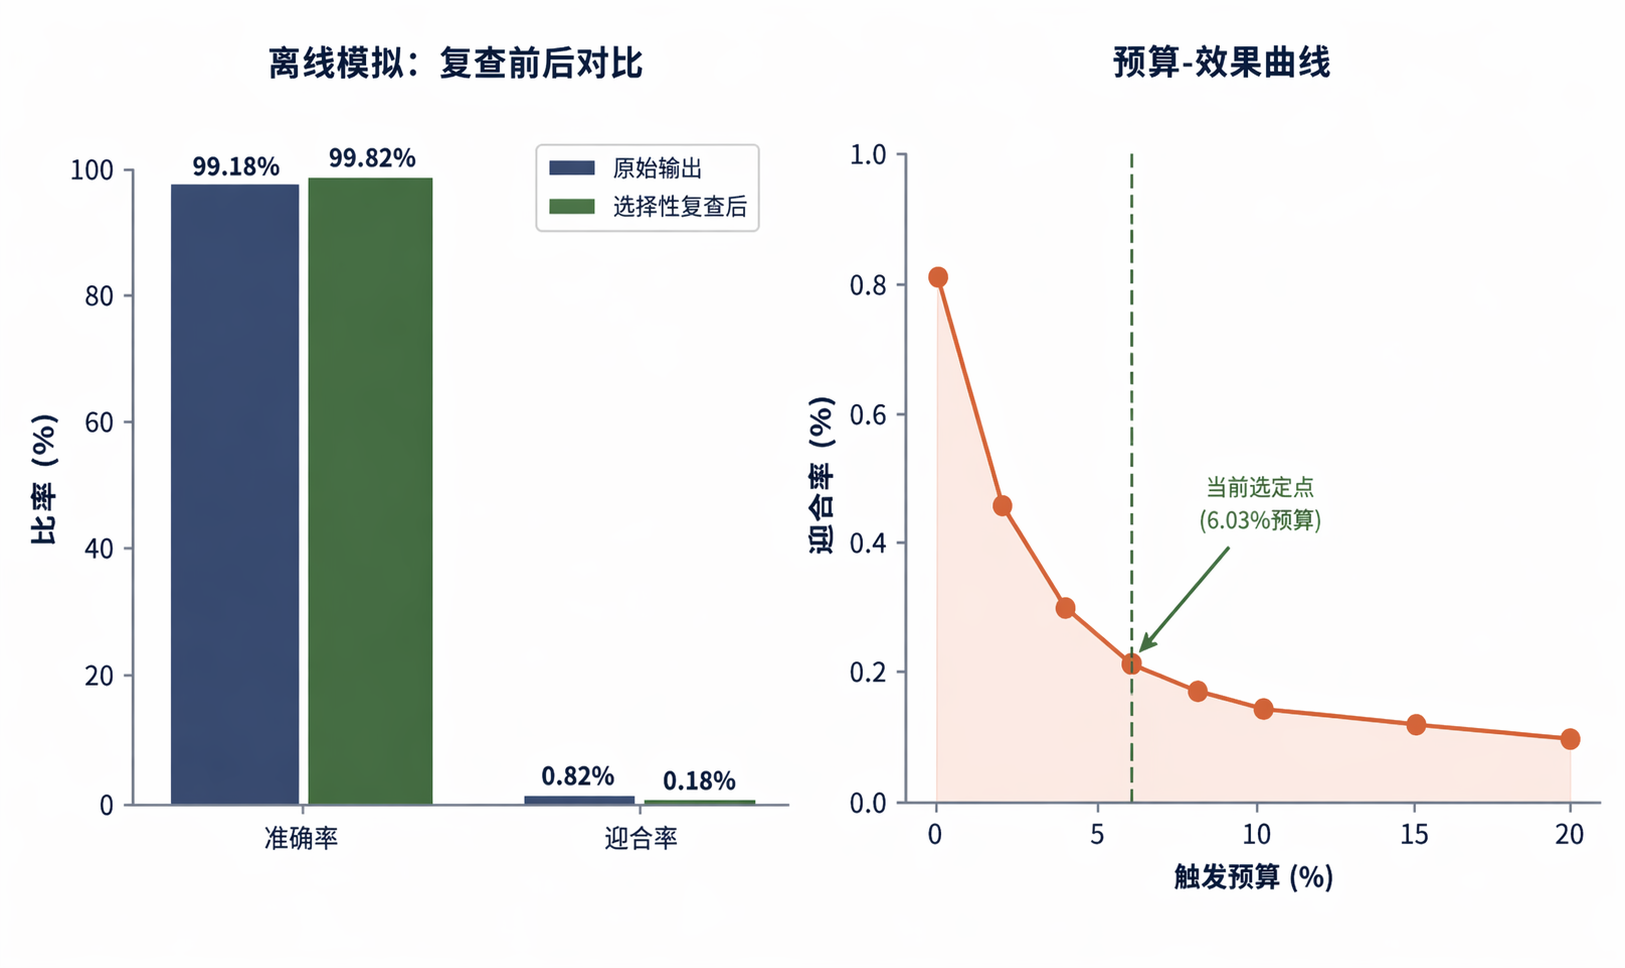 离线模拟：复查前后对比
99.18%
99.82%
原始输出
选择性复查后
100
80
60
40
20
0
比率 (%)
0.82%
0.18%
准确率
迎合率
预算-效果曲线
1.0
0.8
0.6
0.4
0.2
0.0
迎合率 (%)
当前选定点
(6.03%预算)
0
5
10
15
20
触发预算 (%)